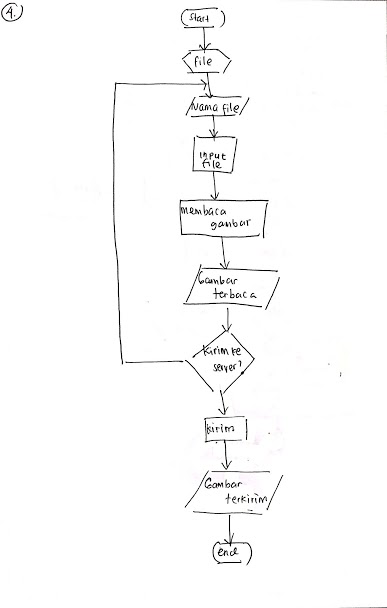 4.
start
file
Nama file
input
file
membaca
gambar
Gambar
terbaca
kirim ke
server?
kirim
Gambar
terkirim
end